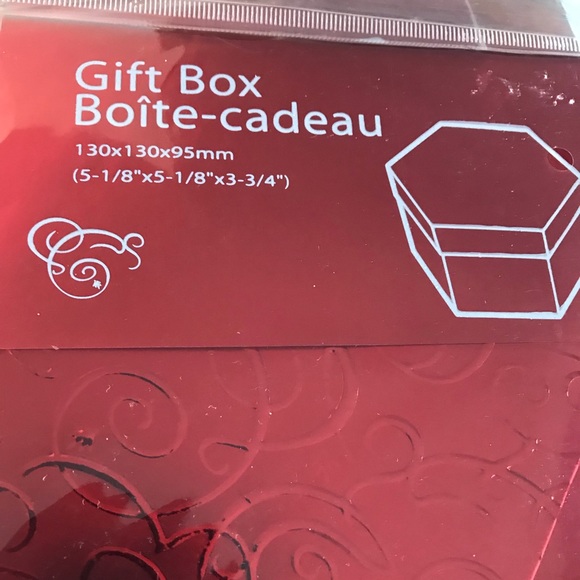 Gift Box
Boîte-cadeau
130x130x95mm
(5-1/8"x5-1/8"x3-3/4")